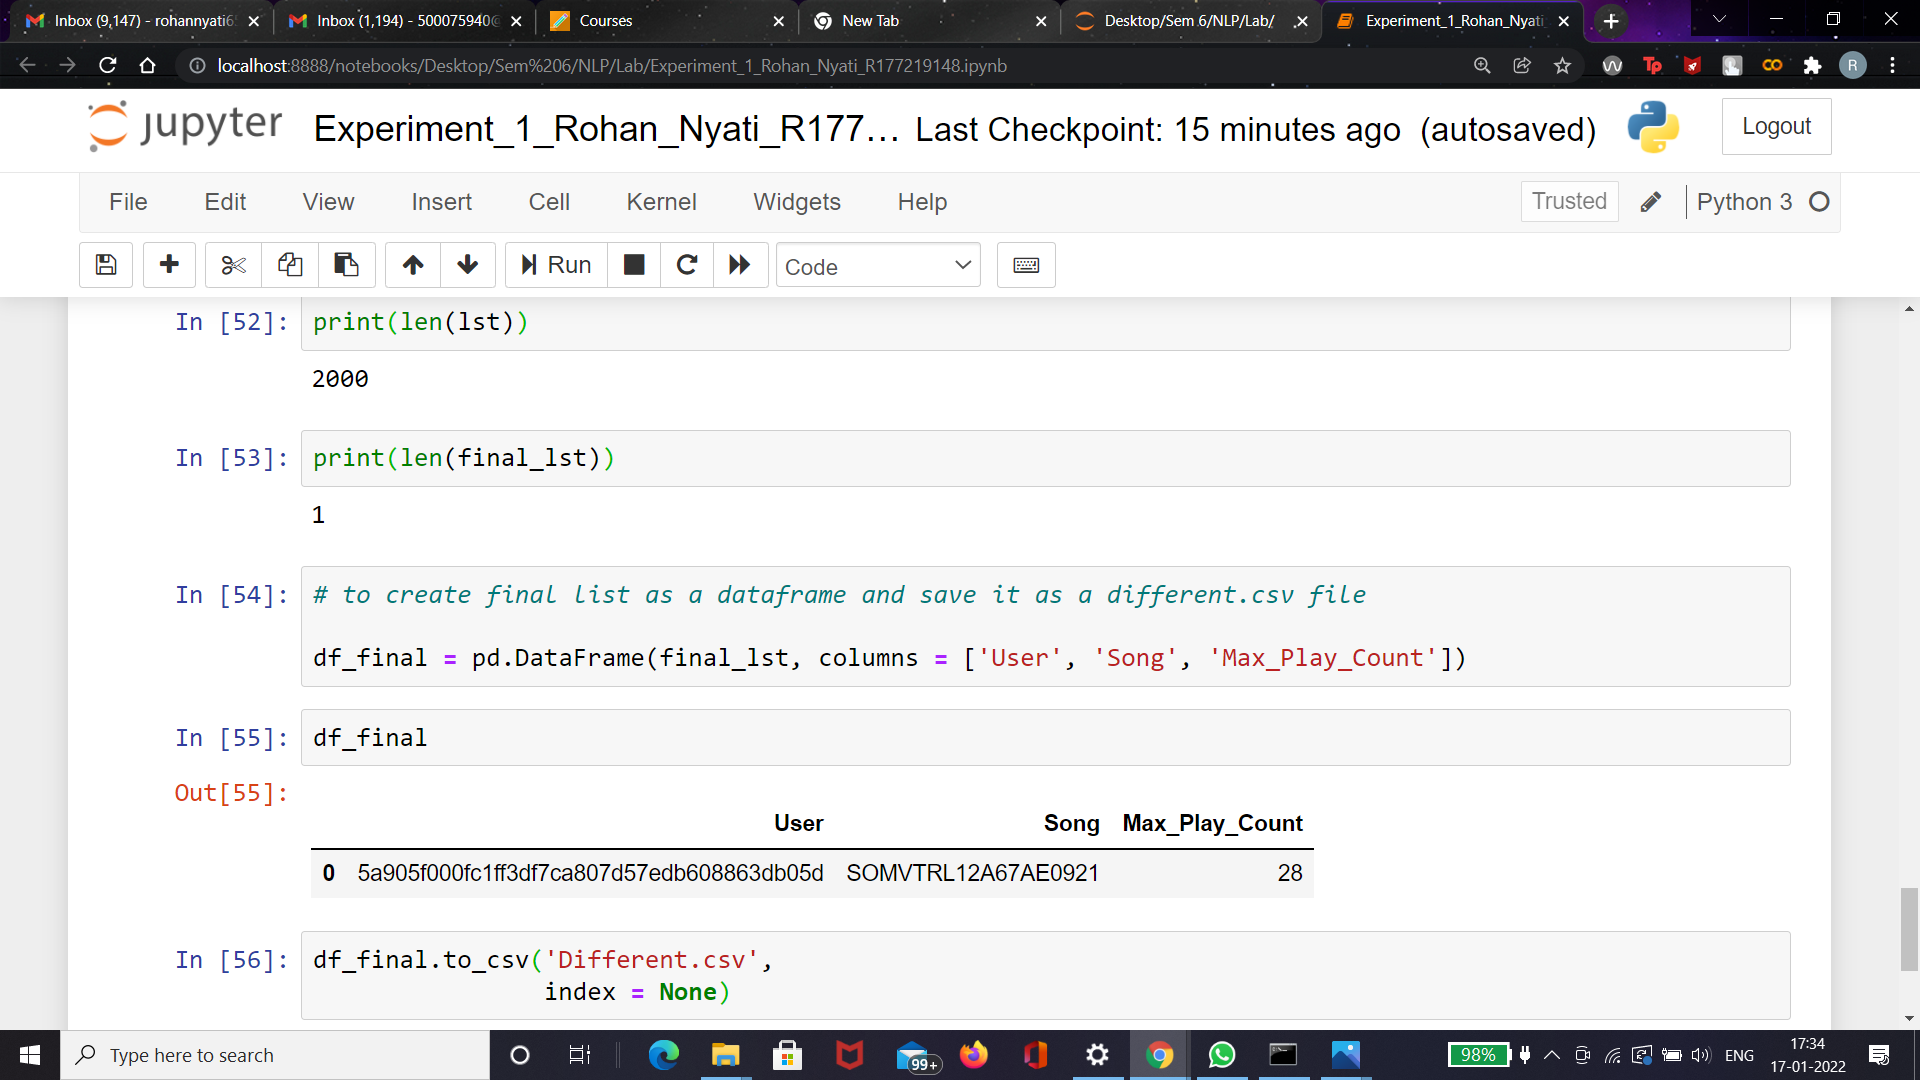 Inbox (9,147) - rohannyati6
Inbox (1,194) - 500075940@
Courses
New Tab
Desktop/Sem 6/NLP/Lab/
Experiment_1_Rohan_Nyati
localhost:8888/notebooks/Desktop/Sem%206/NLP/Lab/Experiment_1_Rohan_Nyati_R177219148.ipynb
Tp
R
jupyter
Experiment_1_Rohan_Nyati_R177... Last Checkpoint: 15 minutes ago (autosaved)
Logout
File Edit View Insert Cell Kernel Widgets Help
Trusted
Python 3
Run
Code
In [52]: print(len(lst))
2000
In [53]: print(len(final_lst))
1
In [54]: # to create final list as a dataframe and save it as a different.csv file
df_final = pd.DataFrame(final_lst, columns = ['User', 'Song', 'Max_Play_Count'])
In [55]: df_final
Out[55]:
User Song Max_Play_Count
0 5a905f000fc1ff3df7ca807d57edb608863db05d SOMVTRL12A67AE0921 28
In [56]: df_final.to_csv('Different.csv',
index = None)
Type here to search
99+
98%
ENG
17:34
17-01-2022